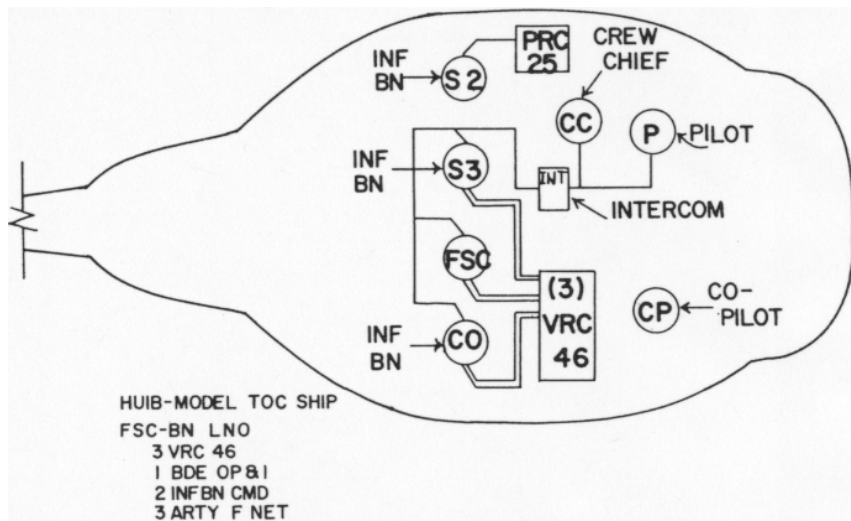 INF
BN
S2
PRC
25
CREW
CHIEF
CC
P
PILOT
INF
BN
S3
INT
INTERCOM
FSC
(3)
VRC
46
INF
BN
CO
CP
CO-
PILOT
HUIB-MODEL TOC SHIP
FSC-BN LNO
3 VRC 46
1 BDE OP & I
2 INFBN CMD
3 ARTY F NET